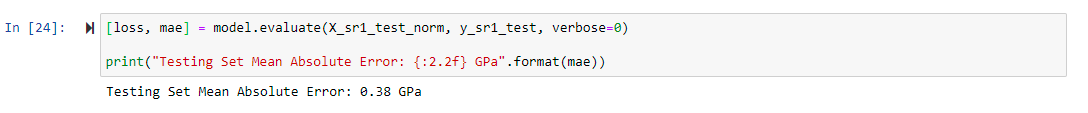 In [24]:
[loss, mae] = model.evaluate(X_sr1_test_norm, y_sr1_test, verbose=0)
print("Testing Set Mean Absolute Error: {:2.2f} GPa".format(mae))
Testing Set Mean Absolute Error: 0.38 GPa